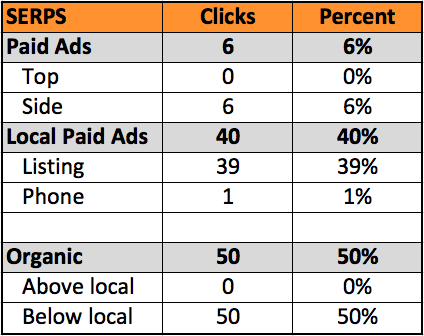 SERPS Clicks Percent
Paid Ads 6 6%
Top 0 0%
Side 6 6%
Local Paid Ads 40 40%
Listing 39 39%
Phone 1 1%
Organic 50 50%
Above local 0 0%
Below local 50 50%